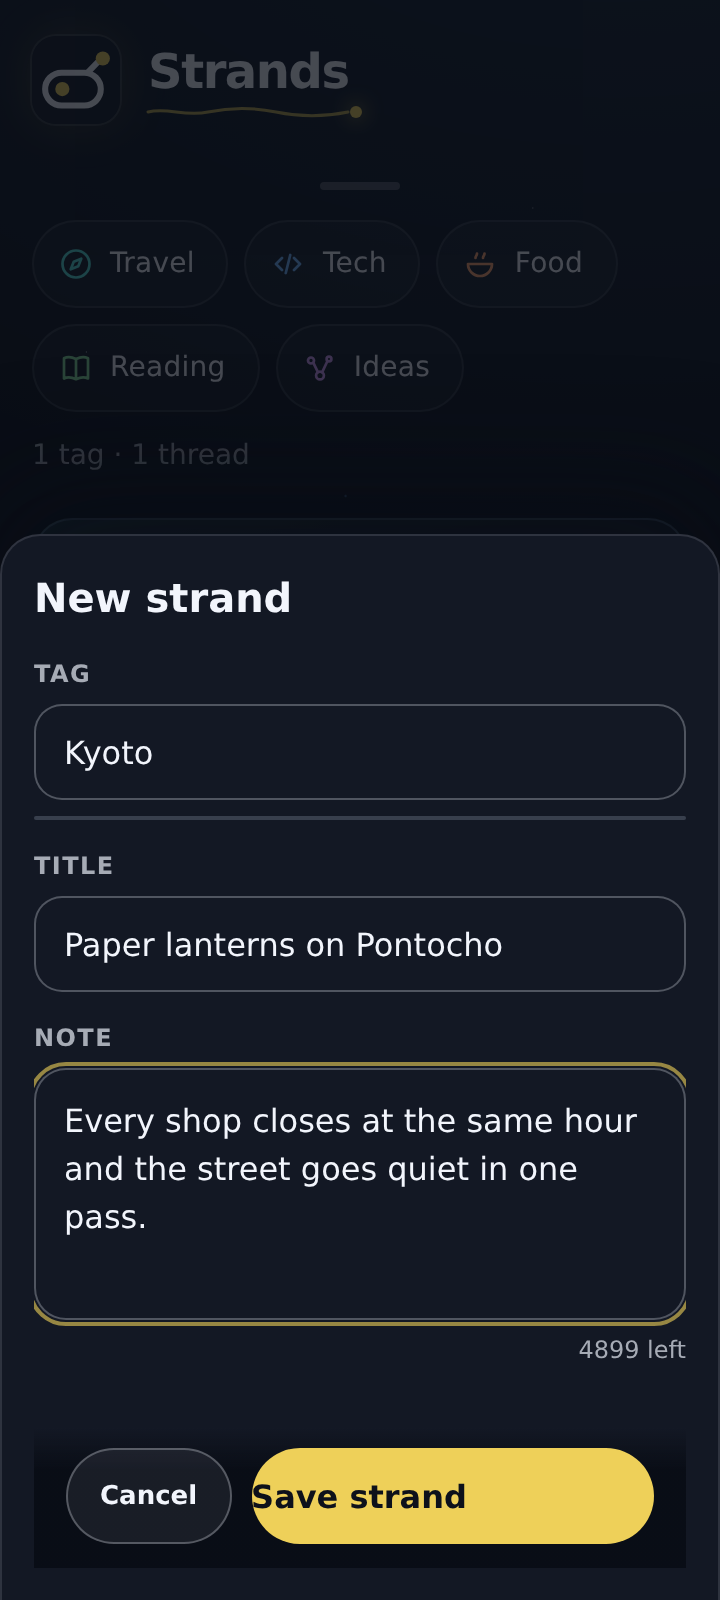 Strands
Travel
Tech
Food
Reading
Ideas
1 tag · 1 thread
New strand
TAG
Kyoto
TITLE
Paper lanterns on Pontocho
NOTE
Every shop closes at the same hour
and the street goes quiet in one
pass.
4899 left
Cancel
Save strand